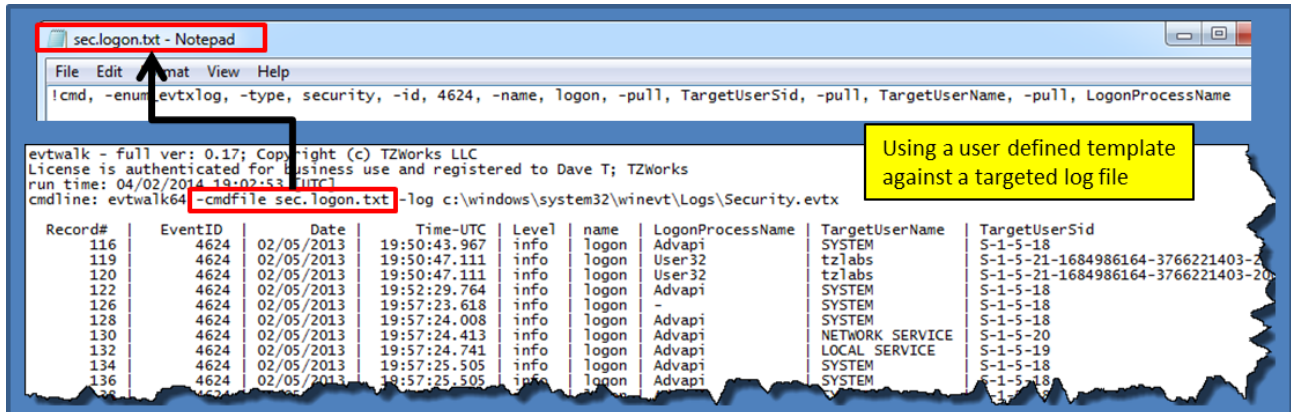 sec.logon.txt - Notepad
File Edit Format View Help
!cmd, -enum_evtxlog, -type, security, -id, 4624, -name, logon, -pull, TargetUserSid, -pull, TargetUserName, -pull, LogonProcessName
Using a user defined template
against a targeted log file
evtwalk - full ver: 0.17; Copyright (c) TZWorks LLC
License is authenticated for business use and registered to Dave T; TZWorks
run time: 04/02/2014 19:02:53 [UTC]
cmdline: evtwalk64 -cmdfile sec.logon.txt -log c:\windows\system32\winevt\Logs\Security.evtx
Record# | EventID | Date | Time-UTC | Level | name | LogonProcessName | TargetUserName | TargetUserSid
116 | 4624 | 02/05/2013 | 19:50:43.967 | info | logon | Advapi | SYSTEM | S-1-5-18
119 | 4624 | 02/05/2013 | 19:50:47.111 | info | logon | User32 | tzlabs | S-1-5-21-1684986164-3766221403-2
120 | 4624 | 02/05/2013 | 19:50:47.111 | info | logon | User32 | tzlabs | S-1-5-21-1684986164-3766221403-20
122 | 4624 | 02/05/2013 | 19:52:29.764 | info | logon | Advapi | SYSTEM | S-1-5-18
126 | 4624 | 02/05/2013 | 19:57:23.618 | info | logon | - | SYSTEM | S-1-5-18
128 | 4624 | 02/05/2013 | 19:57:24.008 | info | logon | Advapi | SYSTEM | S-1-5-18
130 | 4624 | 02/05/2013 | 19:57:24.413 | info | logon | Advapi | NETWORK SERVICE | S-1-5-20
132 | 4624 | 02/05/2013 | 19:57:24.741 | info | logon | Advapi | LOCAL SERVICE | S-1-5-19
134 | 4624 | 02/05/2013 | 19:57:25.505 | info | logon | Advapi | SYSTEM | S-1-5-18
136 | 4624 | 02/05/2013 | 19:57:25.505 | info | logon | Advapi | SYSTEM | S-1-5-18